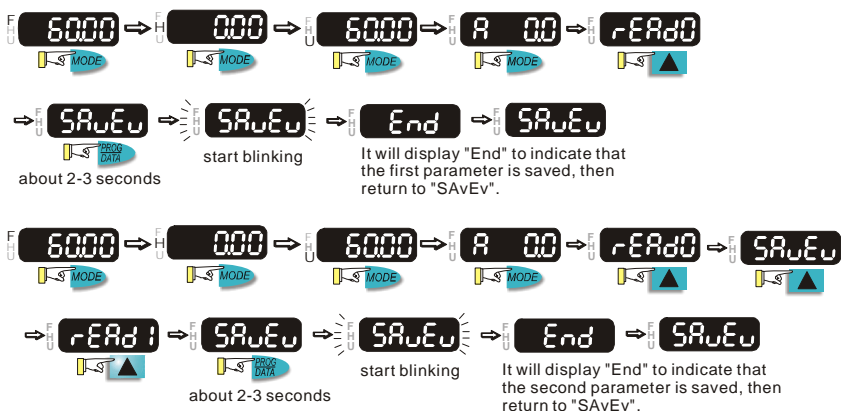 F H U 60.00 ⇒ F H U 0.00 ⇒ F H U 60.00 ⇒ F H U A 0.0 ⇒ F H U rEAd0
MODE MODE MODE MODE ▲
⇒ F H U SAvEv ⇒ F H U SAvEv ⇒ F H U End ⇒ F H U SAvEv
PROG DATA
about 2-3 seconds
start blinking
It will display "End" to indicate that
the first parameter is saved, then
return to "SAvEv".
F H U 60.00 ⇒ F H U 0.00 ⇒ F H U 60.00 ⇒ F H U A 0.0 ⇒ F H U rEAd0 ⇒ F H U SAvEv
MODE MODE MODE MODE ▲ ▲
⇒ F H U rEAd1 ⇒ F H U SAvEv ⇒ F H U SAvEv ⇒ F H U End ⇒ F H U SAvEv
▲ PROG DATA
about 2-3 seconds
start blinking
It will display "End" to indicate that
the second parameter is saved, then
return to "SAvEv".